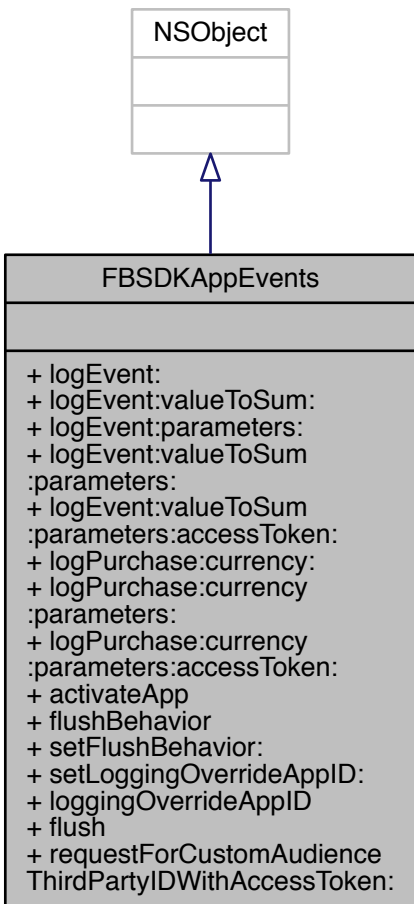 NSObject
FBSDKAppEvents
+ logEvent:
+ logEvent:valueToSum:
+ logEvent:parameters:
+ logEvent:valueToSum
:parameters:
+ logEvent:valueToSum
:parameters:accessToken:
+ logPurchase:currency:
+ logPurchase:currency
:parameters:
+ logPurchase:currency
:parameters:accessToken:
+ activateApp
+ flushBehavior
+ setFlushBehavior:
+ setLoggingOverrideAppID:
+ loggingOverrideAppID
+ flush
+ requestForCustomAudience
ThirdPartyIDWithAccessToken: